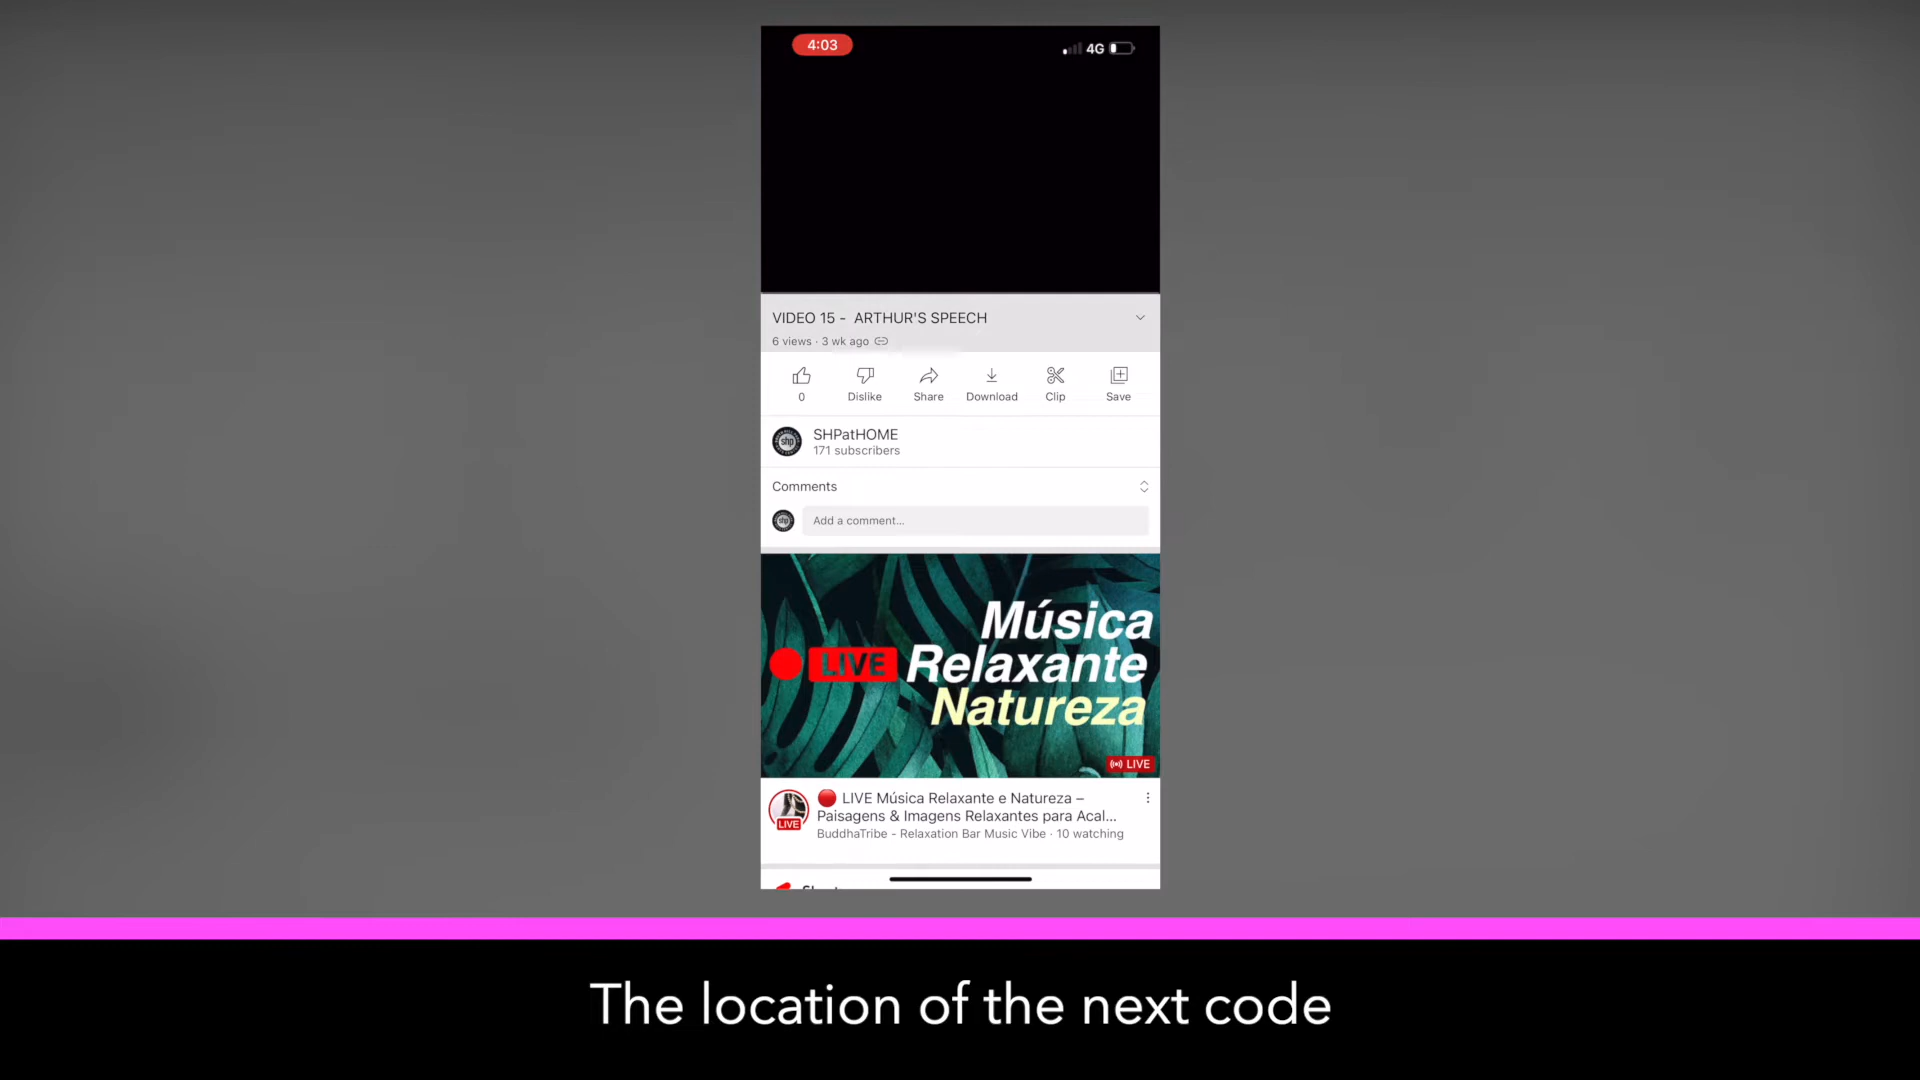 4:03
4G
VIDEO 15 - ARTHUR'S SPEECH
6 views · 3 wk ago
0
Dislike
Share
Download
Clip
Save
shp
SHPatHOME
171 subscribers
Comments
shp
Add a comment...
Música
LIVE Relaxante
Natureza
LIVE
LIVE Música Relaxante e Natureza –
Paisagens & Imagens Relaxantes para Acal...
LIVE
BuddhaTribe - Relaxation Bar Music Vibe · 10 watching
The location of the next code